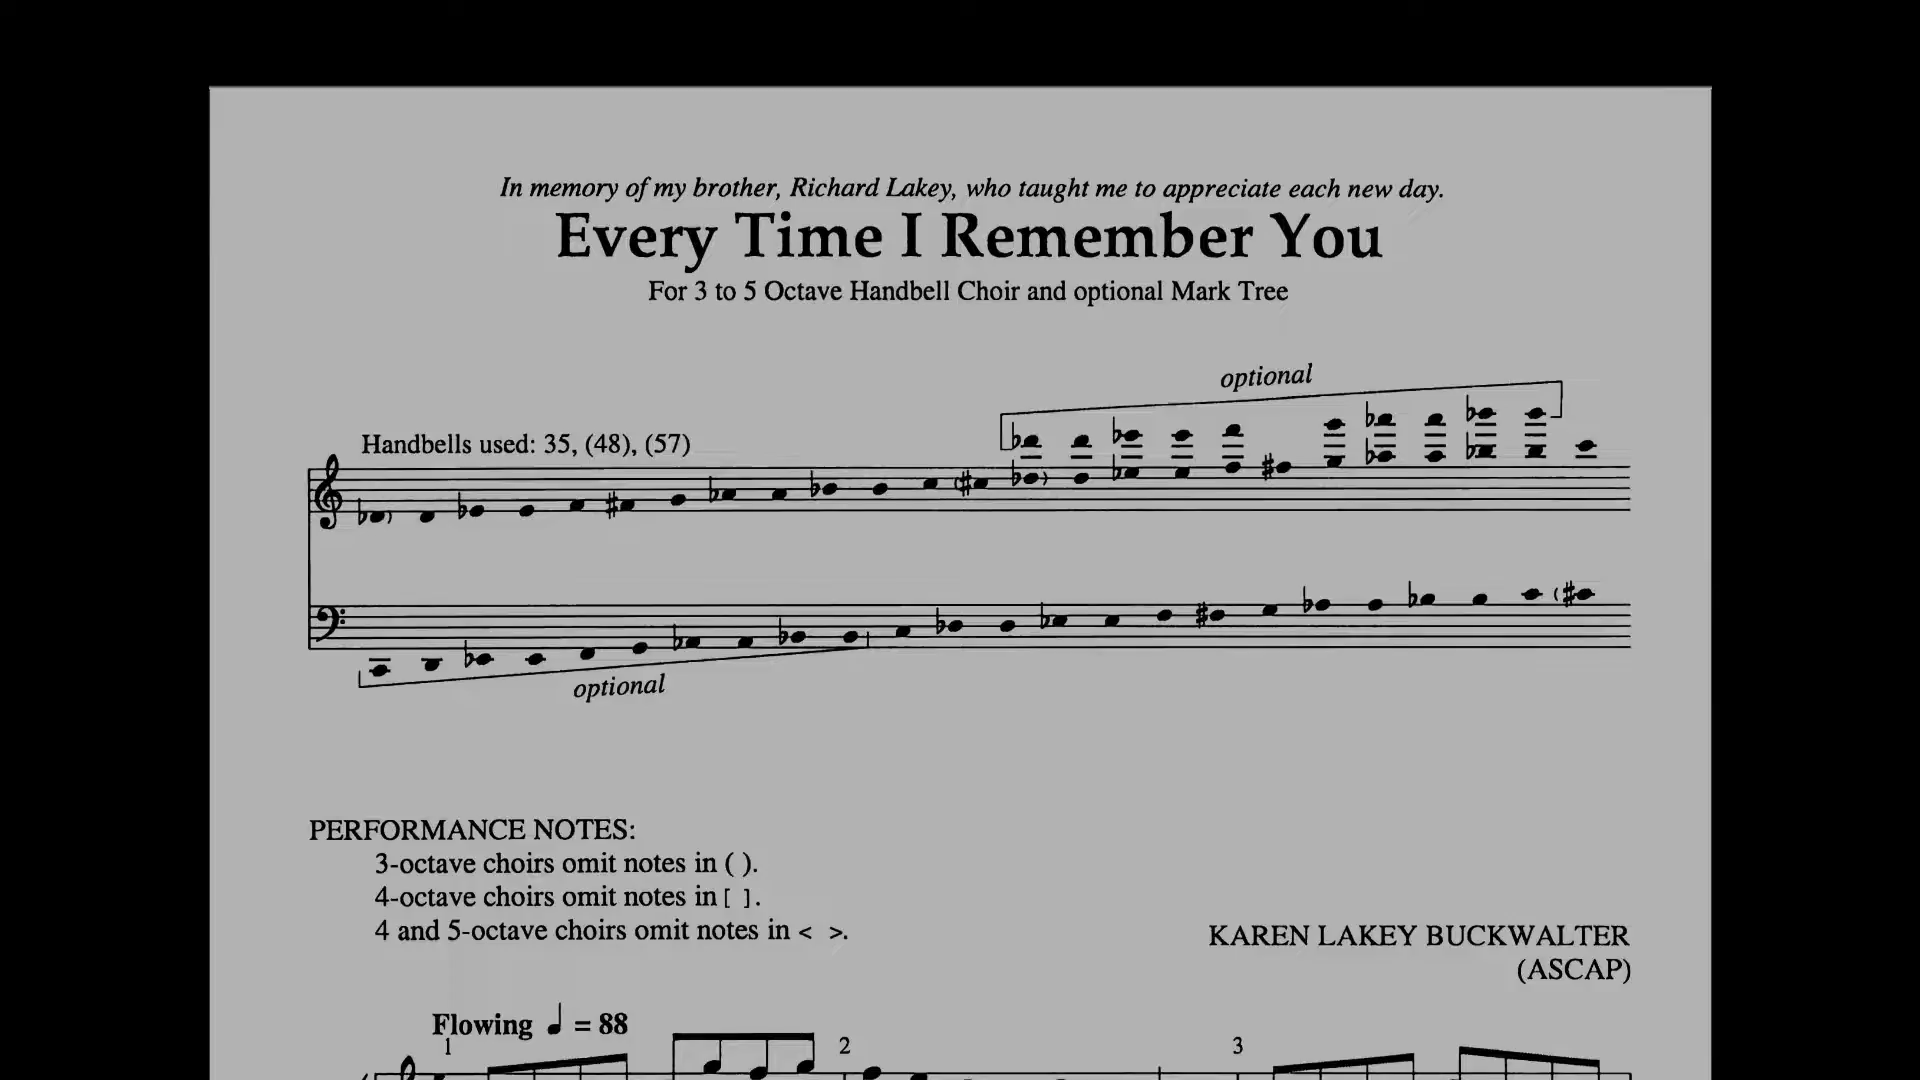 In memory of my brother, Richard Lakey, who taught me to appreciate each new day.
Every Time I Remember You
For 3 to 5 Octave Handbell Choir and optional Mark Tree
optional
Handbells used: 35, (48), (57)
optional
PERFORMANCE NOTES:
3-octave choirs omit notes in ( ).
4-octave choirs omit notes in [ ].
4 and 5-octave choirs omit notes in < >.
KAREN LAKEY BUCKWALTER
(ASCAP)
Flowing ♩ = 88
1 2 3